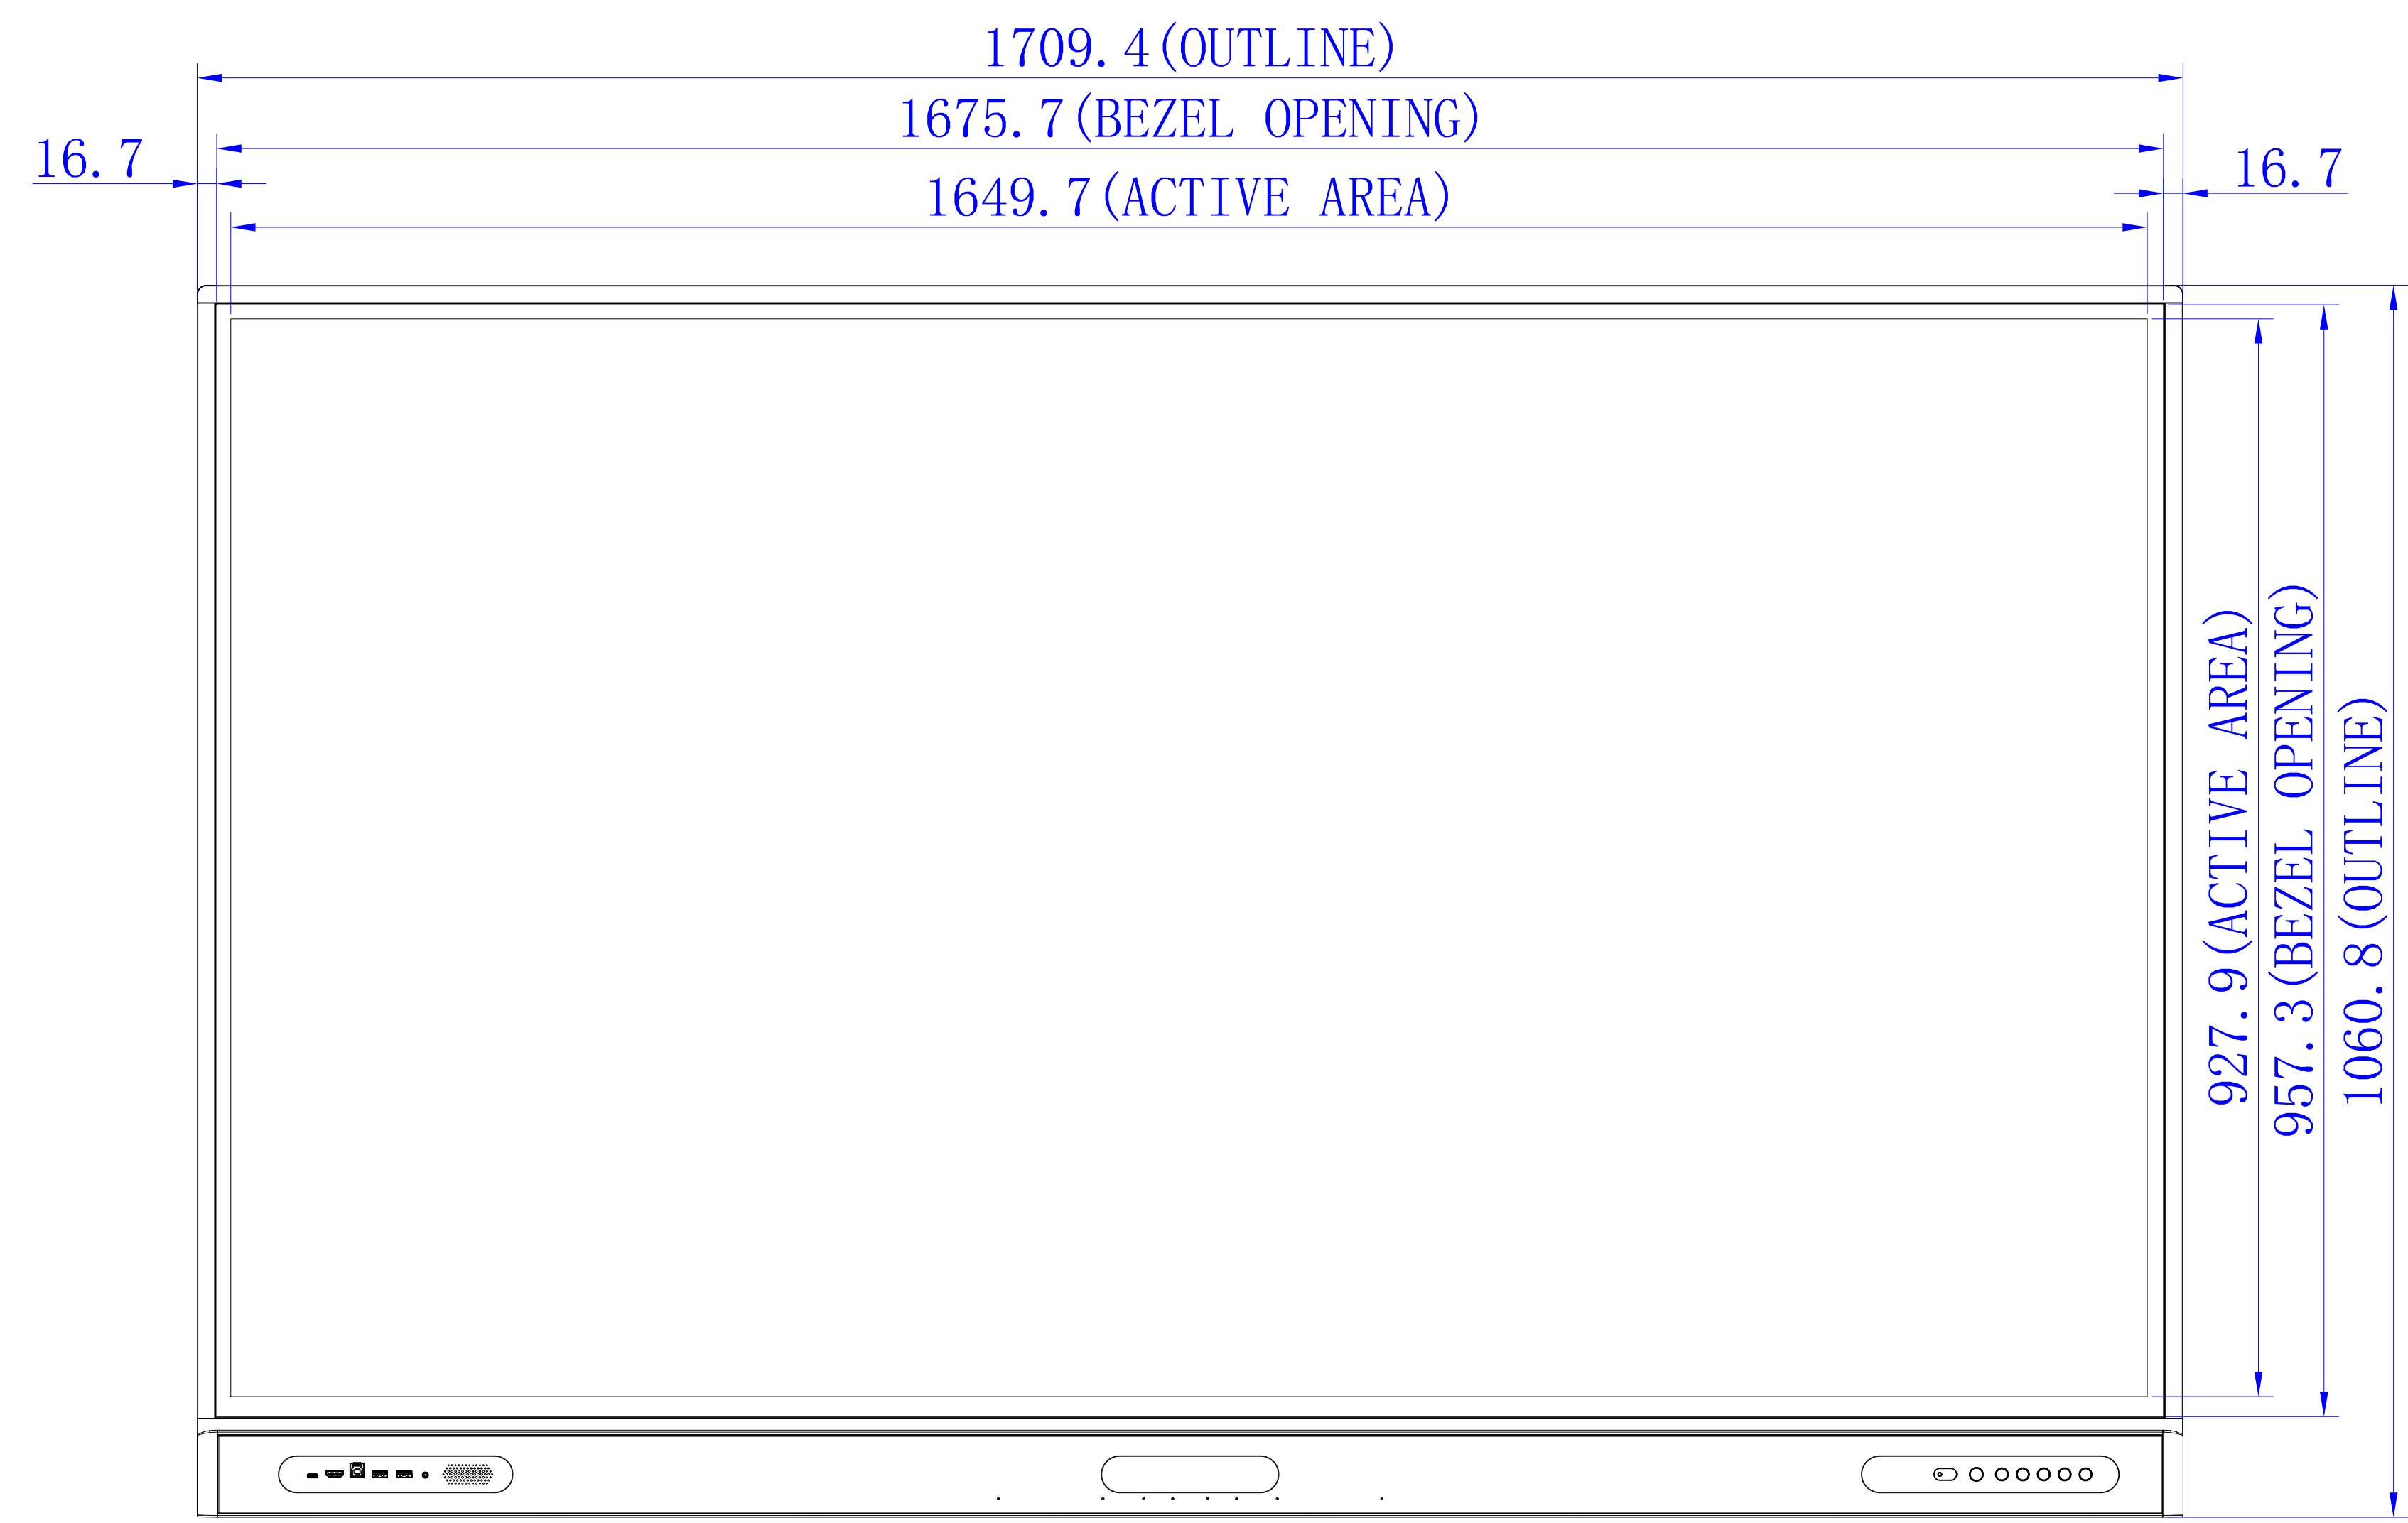 1709.4(OUTLINE)
1675.7(BEZEL OPENING)
16.7
16.7
1649.7(ACTIVE AREA)
927.9(ACTIVE AREA)
957.3(BEZEL OPENING)
1060.8(OUTLINE)